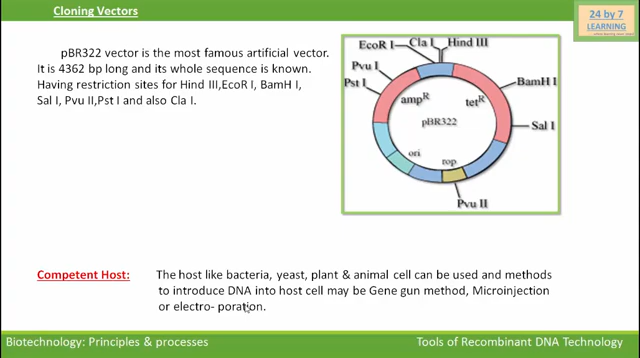 Cloning Vectors
24 by 7
LEARNING
pBR322 vector is the most famous artificial vector.
It is 4362 bp long and its whole sequence is known.
Having restriction sites for Hind III,EcoR I, BamH I,
Sal I, Pvu II,Pst I and also Cla I.
EcoR I
Cla I
Hind III
Pvu I
Pst I
BamH I
amp R
tet R
pBR322
Sal I
ori
rop
Pvu II
Competent Host: The host like bacteria, yeast, plant & animal cell can be used and methods
to introduce DNA into host cell may be Gene gun method, Microinjection
or electro- poration.
Biotechnology: Principles & processes
Tools of Recombinant DNA Technology